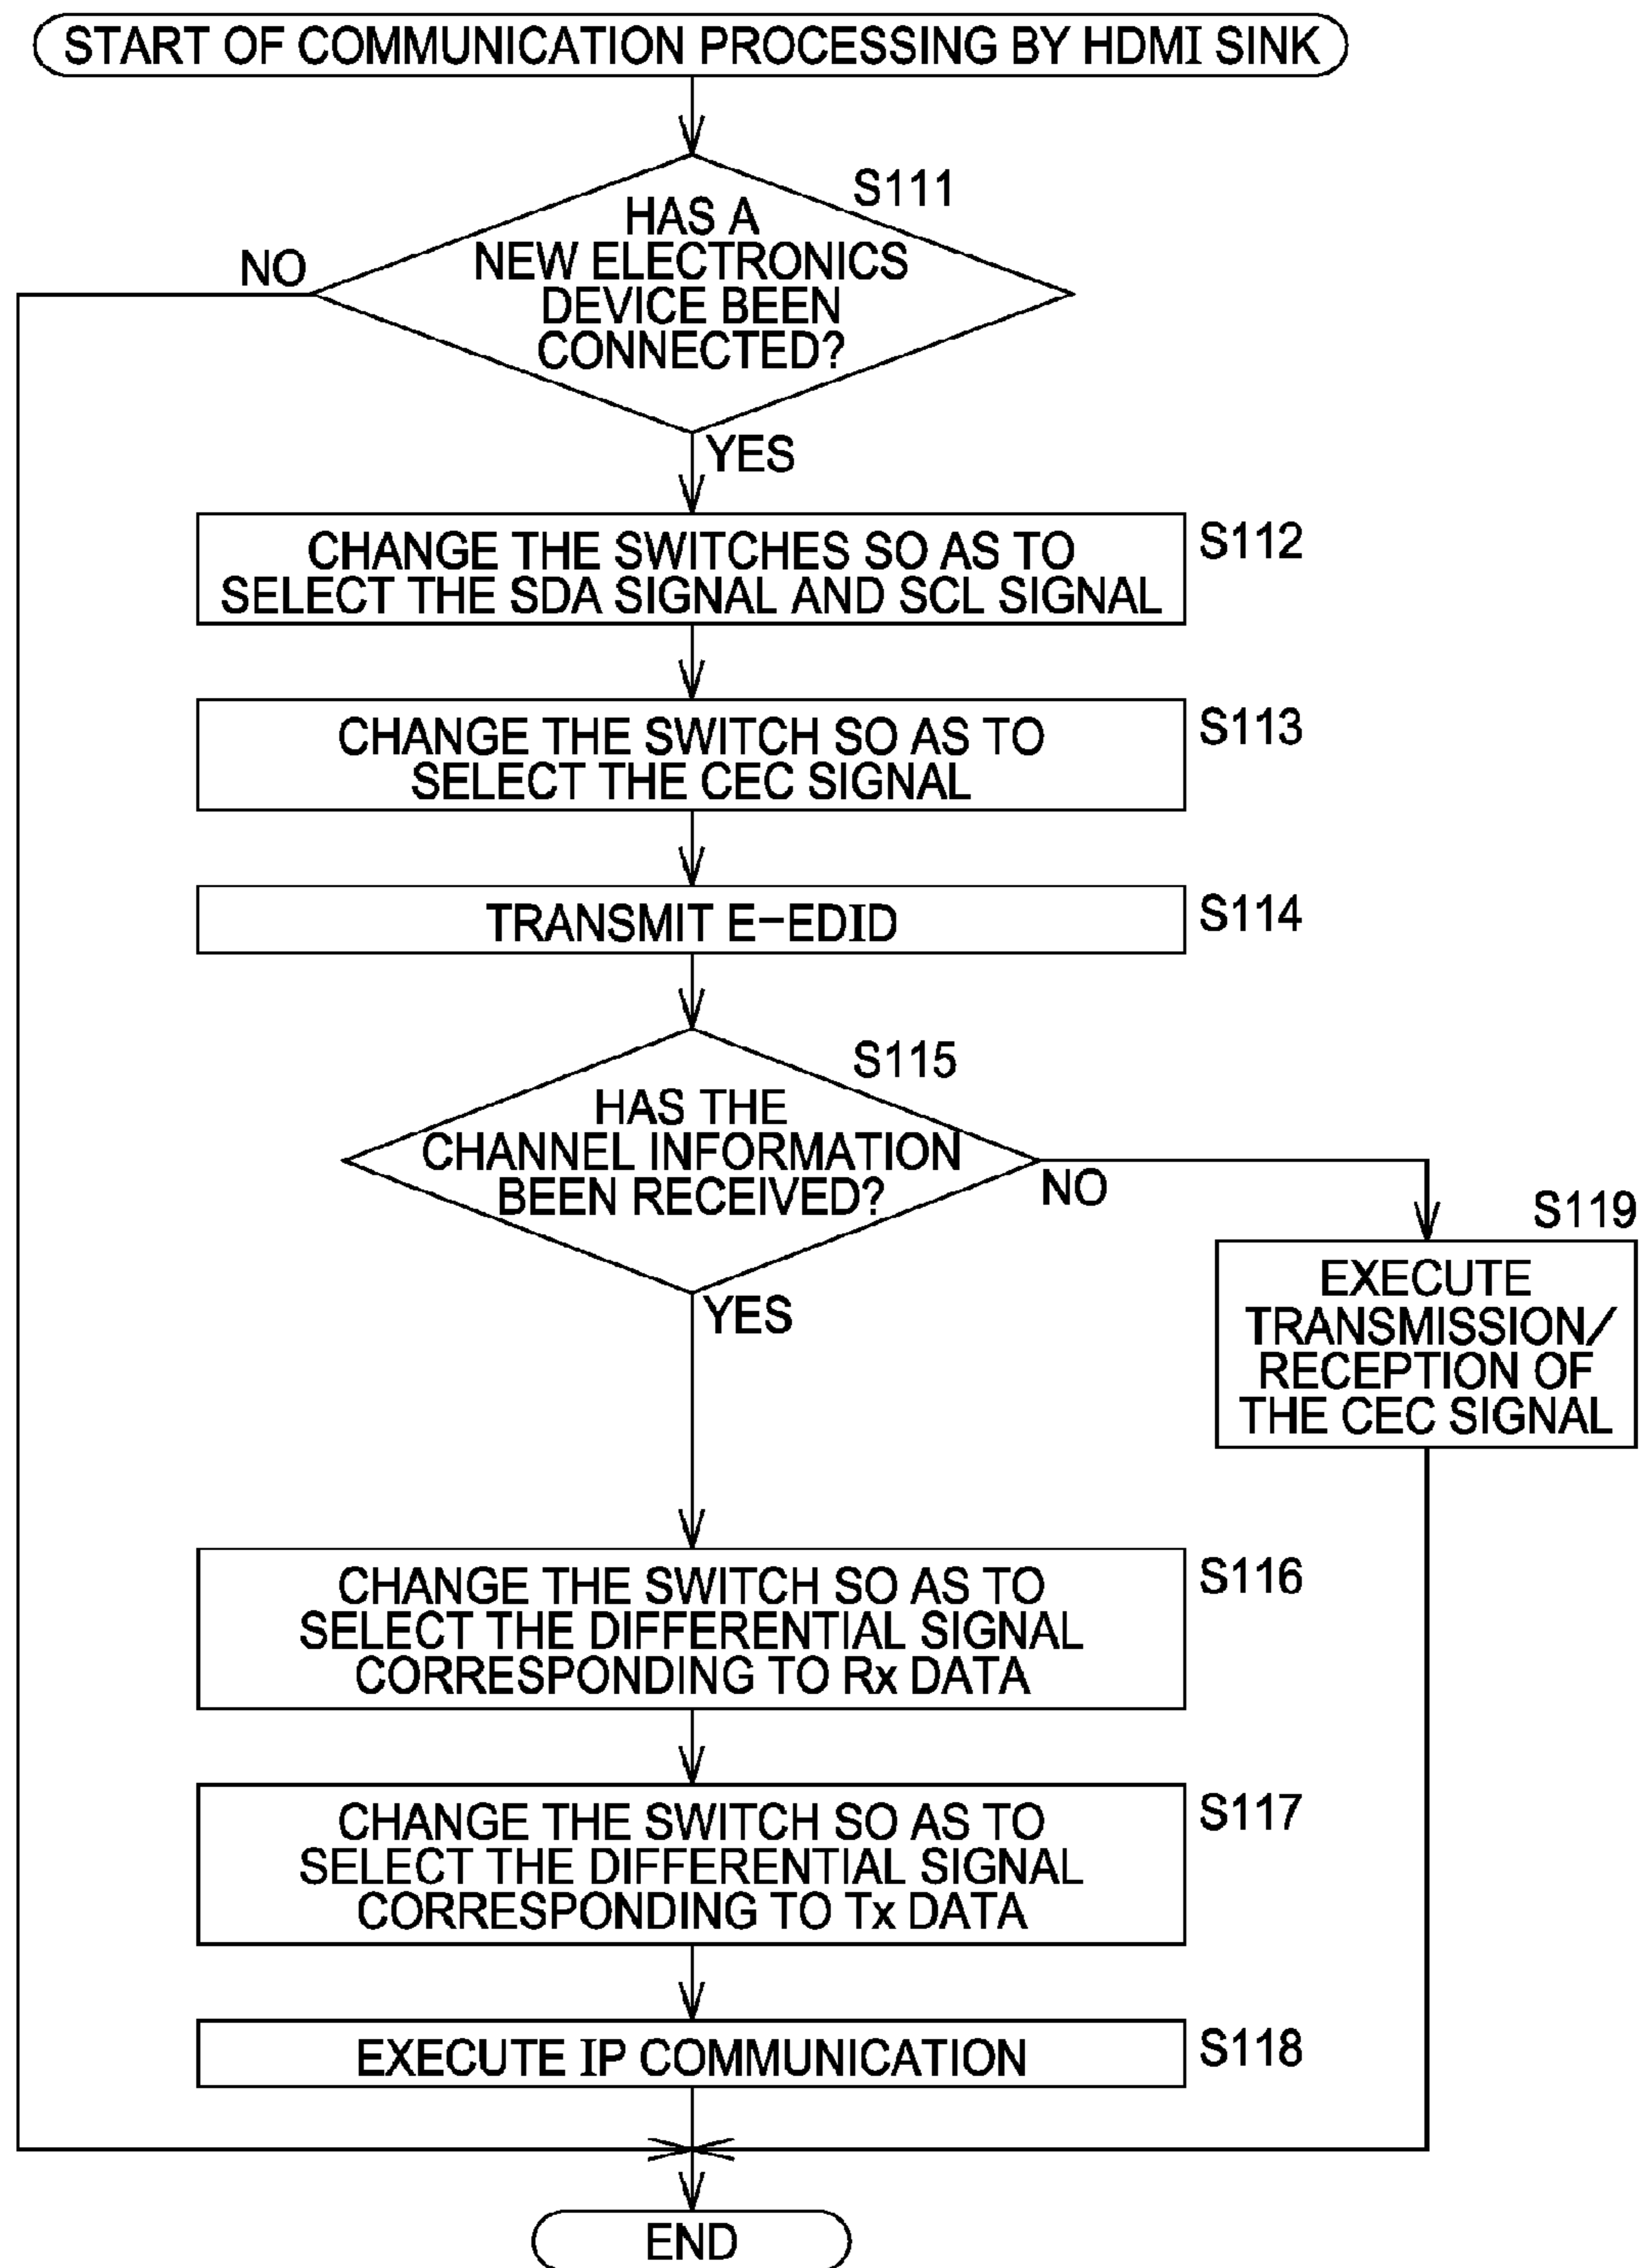 START OF COMMUNICATION PROCESSING BY HDMI SINK
S111
HAS A
NEW ELECTRONICS
DEVICE BEEN
CONNECTED?
NO
YES
CHANGE THE SWITCHES SO AS TO
SELECT THE SDA SIGNAL AND SCL SIGNAL
S112
CHANGE THE SWITCH SO AS TO
SELECT THE CEC SIGNAL
S113
TRANSMIT E-EDID
S114
S115
HAS THE
CHANNEL INFORMATION
BEEN RECEIVED?
NO
YES
S119
EXECUTE
TRANSMISSION/
RECEPTION OF
THE CEC SIGNAL
CHANGE THE SWITCH SO AS TO
SELECT THE DIFFERENTIAL SIGNAL
CORRESPONDING TO Rx DATA
S116
CHANGE THE SWITCH SO AS TO
SELECT THE DIFFERENTIAL SIGNAL
CORRESPONDING TO Tx DATA
S117
EXECUTE IP COMMUNICATION
S118
END